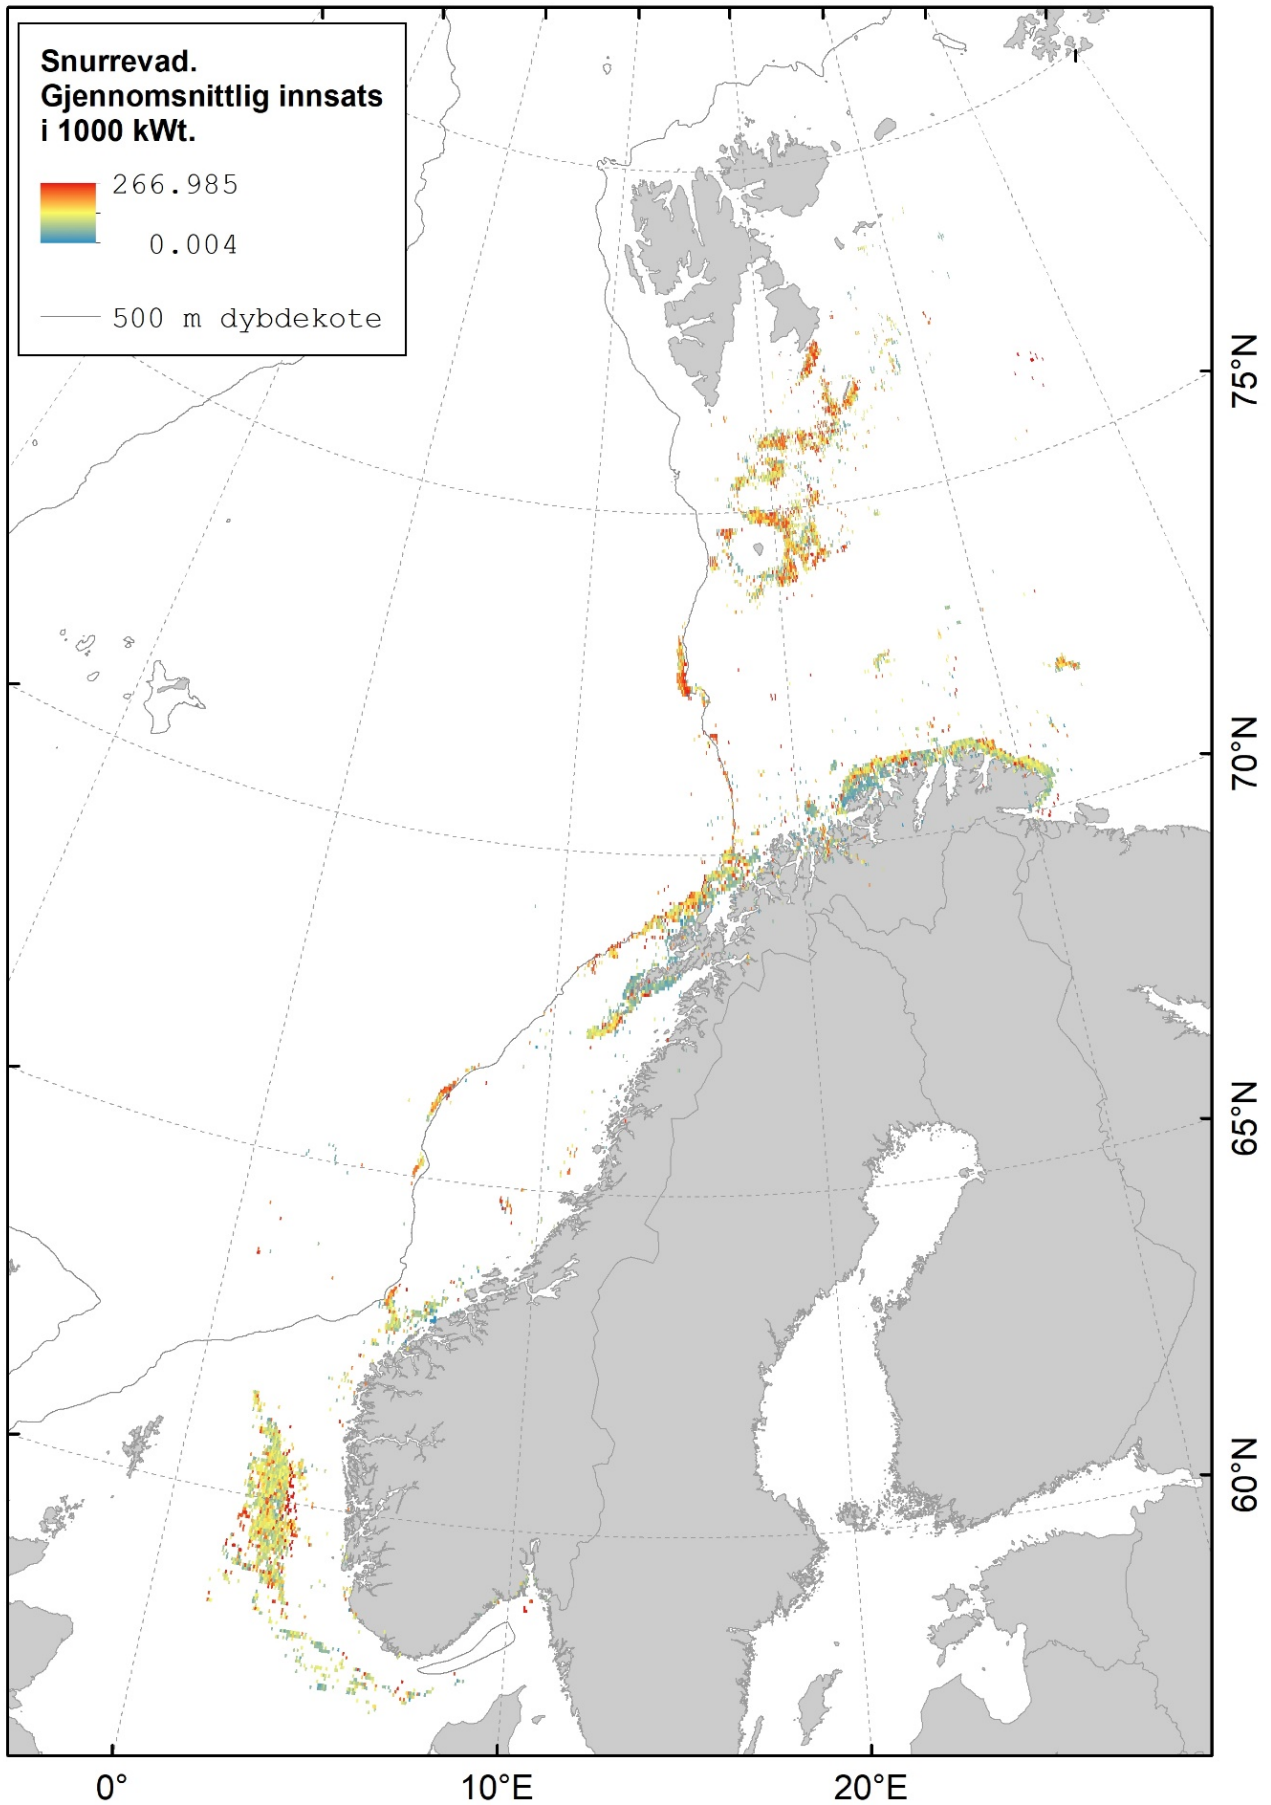 Snurrevad.
Gjennomsnittlig innsats
i 1000 kWt.
266.985
0.004
500 m dybdekote
75°N
70°N
65°N
60°N
0°
10°E
20°E